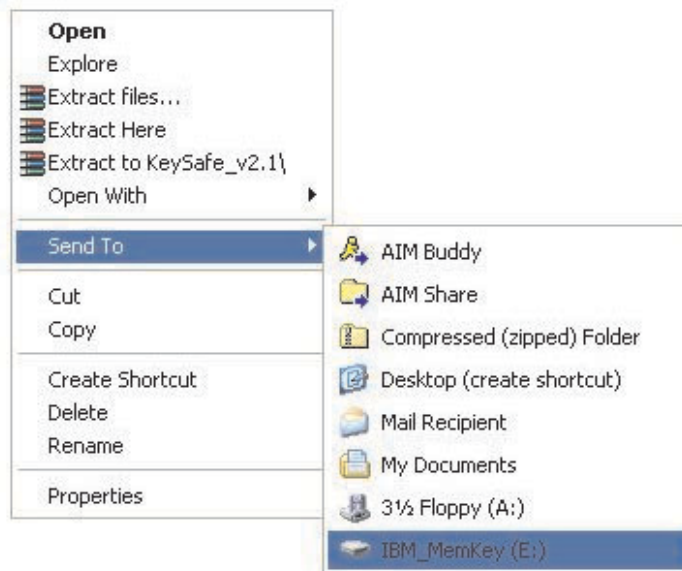 Open
Explore
Extract files...
Extract Here
Extract to KeySafe_v2.1\
Open With
Send To
Cut
Copy
Create Shortcut
Delete
Rename
Properties
AIM Buddy
AIM Share
Compressed (zipped) Folder
Desktop (create shortcut)
Mail Recipient
My Documents
3½ Floppy (A:)
IBM_MemKey (E:)